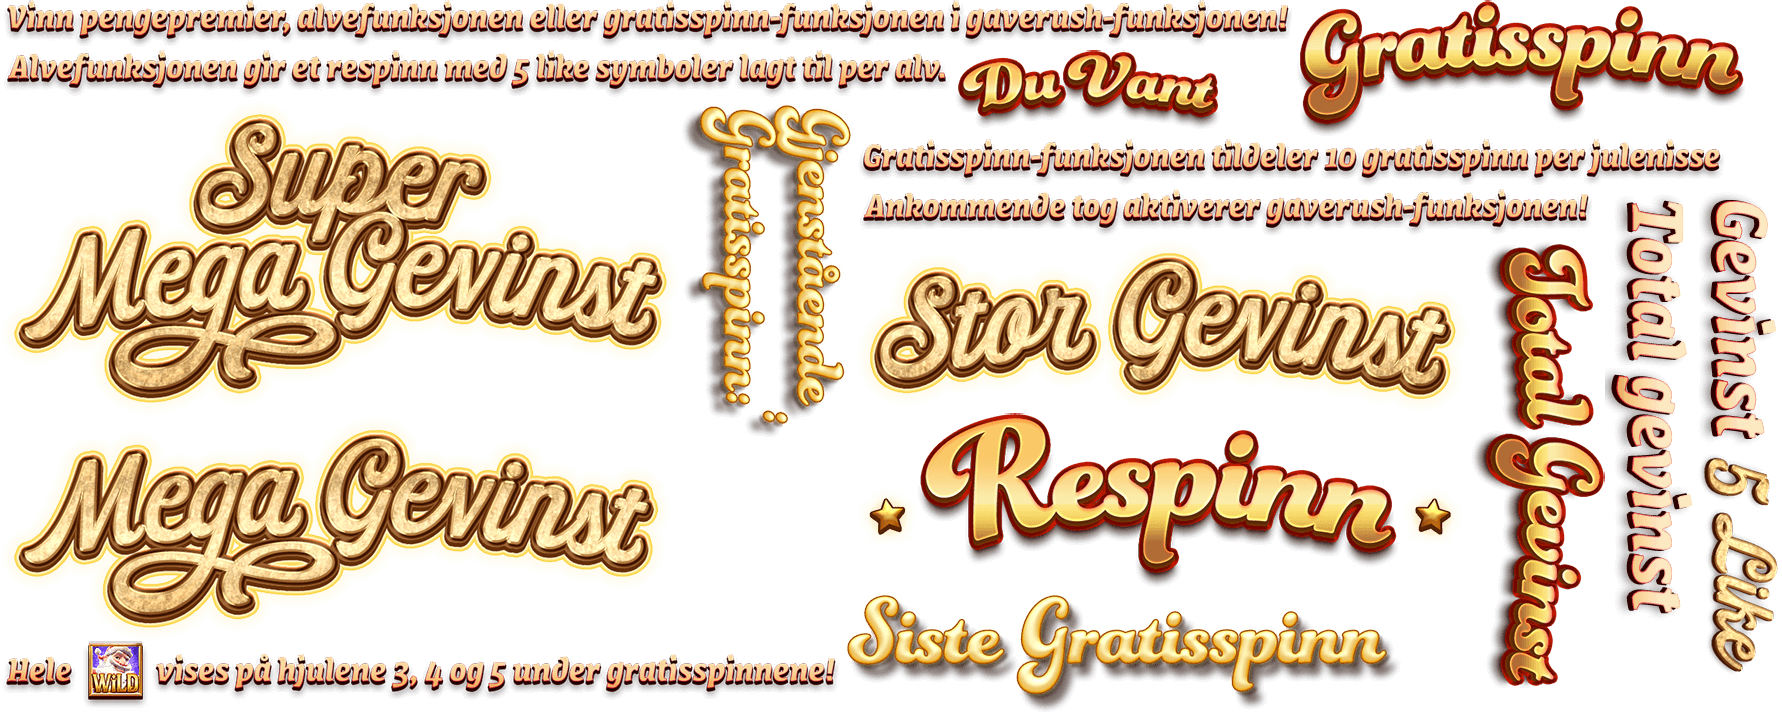 Vinn pengepremier, alvefunksjonen eller gratisspinn-funksjonen i gaverush-funksjonen!
Alvefunksjonen gir et respinn med 5 like symboler lagt til per alv.
Du Vant
Gratisspinn
Super
Mega Gevinst
Gjenstående
Gratisspinn:
Gratisspinn-funksjonen tildeler 10 gratisspinn per julenisse
Ankommende tog aktiverer gaverush-funksjonen!
Stor Gevinst
Total Gevinst
Total gevinst
Gevinst
5 Like
Mega Gevinst
Respinn
Siste Gratisspinn
Hele WILD vises på hjulene 3, 4 og 5 under gratisspinnene!